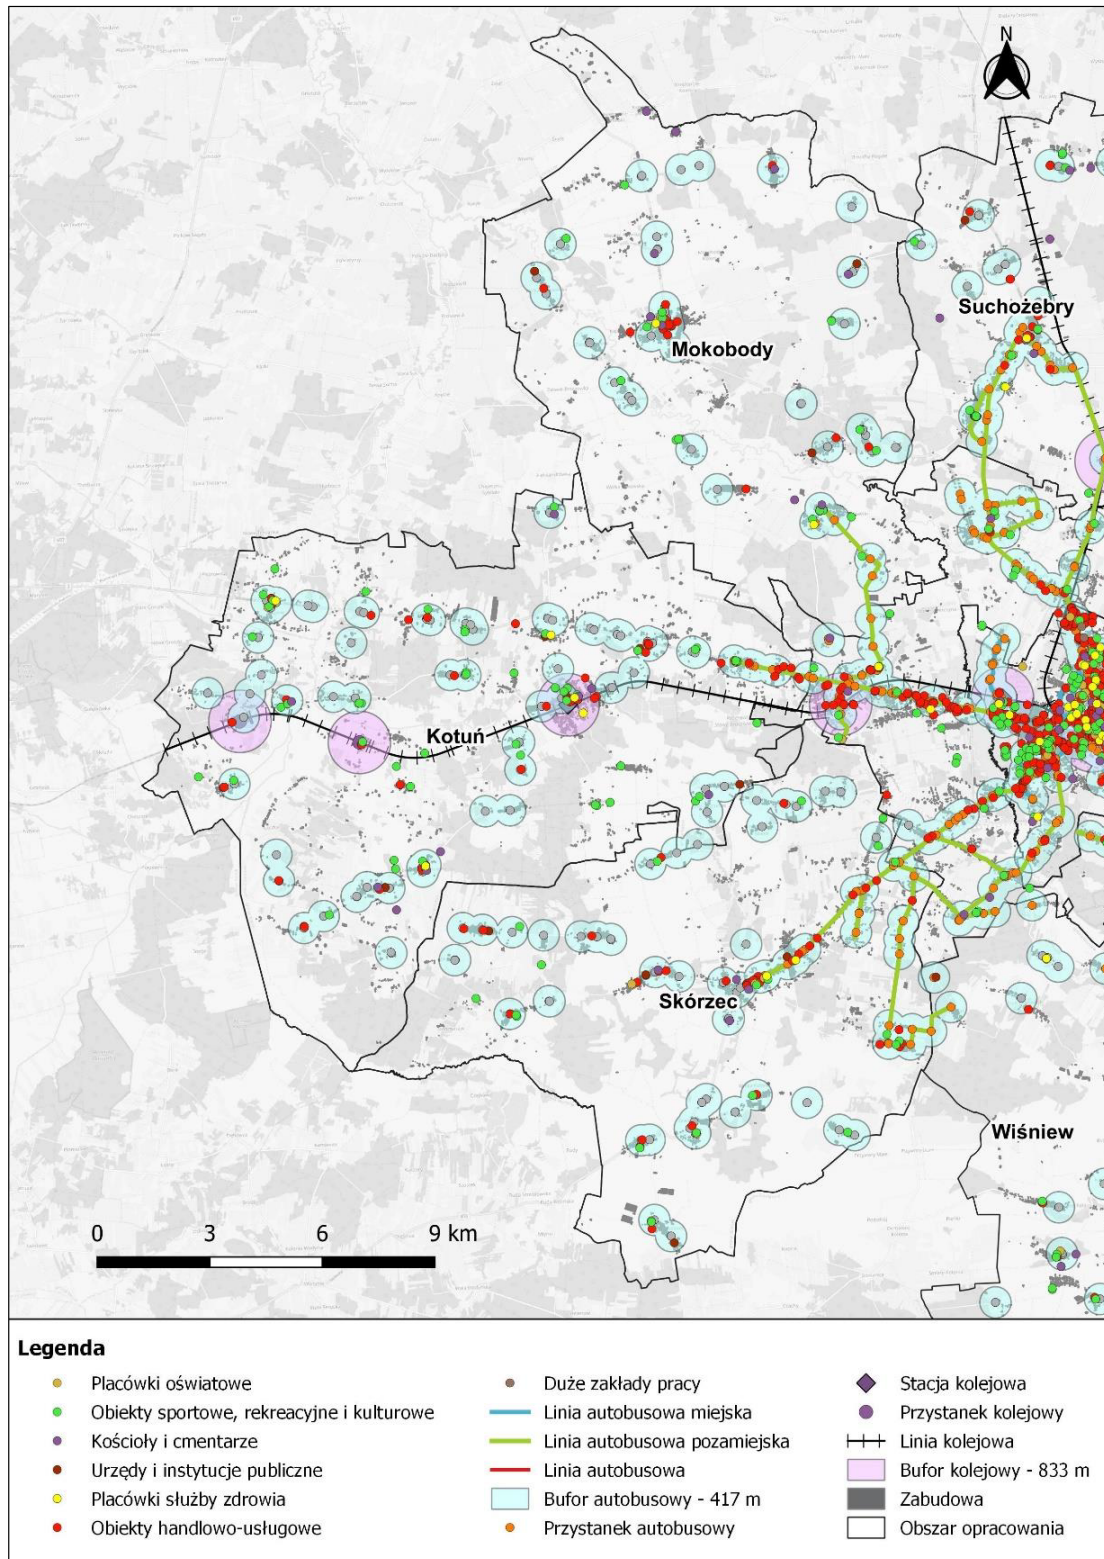 N
Suchożebry
Mokobody
Kotuń
Skórzec
Wiśniew
0 3 6 9 km
Legenda
Placówki oświatowe
Obiekty sportowe, rekreacyjne i kulturowe
Kościoły i cmentarze
Urzędy i instytucje publiczne
Placówki służby zdrowia
Obiekty handlowo-usługowe
Duże zakłady pracy
Linia autobusowa miejska
Linia autobusowa pozamiejska
Linia autobusowa
Bufor autobusowy - 417 m
Przystanek autobusowy
Stacja kolejowa
Przystanek kolejowy
Linia kolejowa
Bufor kolejowy - 833 m
Zabudowa
Obszar opracowania